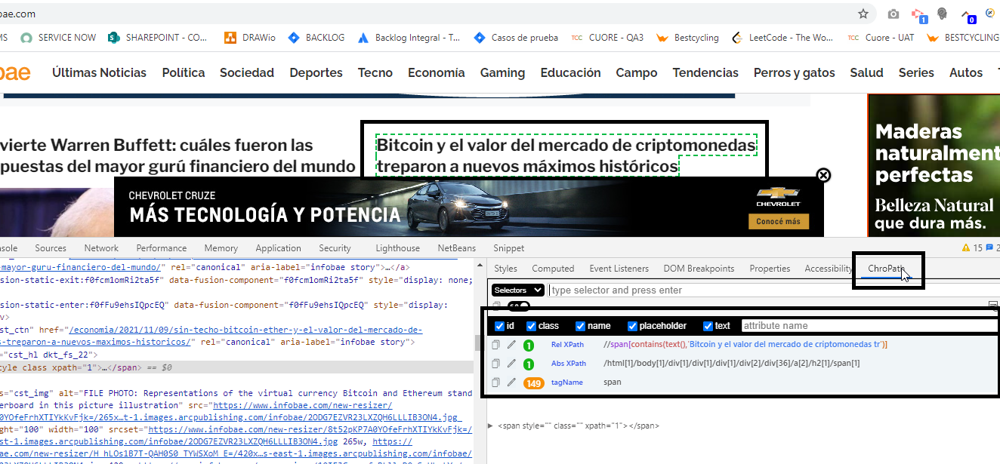 bae.com
MS SERVICE NOW SHAREPOINT - CO... DRAWio BACKLOG Backlog Integral - T... Casos de prueba TCC CUORE - QA3 Bestcycling LeetCode - The Wo... TCC Cuore - UAT BESTCYCLING
1 0
bae Últimas Noticias Política Sociedad Deportes Tecno Economía Gaming Educación Campo Tendencias Perros y gatos Salud Series Autos
vierte Warren Buffett: cuáles fueron las
puestas del mayor gurú financiero del mundo
Bitcoin y el valor del mercado de criptomonedas
treparon a nuevos máximos históricos
Maderas
naturalment
perfectas
Belleza Natural
que dura más.
CHEVROLET CRUZE
MÁS TECNOLOGÍA Y POTENCIA
CHEVROLET
Conocé más
nsole Sources Network Performance Memory Application Security Lighthouse NetBeans Snippet 15 2
-mayor-guru-financiero-del-mundo/" rel="canonical" aria-label="infobae story">…</a>
sion-static-exit:f0fcm1omRi2ta5f" data-fusion-component="f0fcm1omRi2ta5f" style="display: none;
sion-static-enter:f0fFu9ehsIQpcEQ" data-fusion-component="f0fFu9ehsIQpcEQ" style="display:
v>
st_ctn" href="/economia/2021/11/09/sin-techo-bitcoin-ether-y-el-valor-del-mercado-de-
s-treparon-a-nuevos-maximos-historicos/" rel="canonical" aria-label="infobae story">
="cst_hl dkt_fs_22">
tyle class xpath="1">…</span> == $0
s="cst_img" alt="FILE PHOTO: Representations of the virtual currency Bitcoin and Ethereum stand
erboard in this picture illustration" src="https://www.infobae.com/new-resizer/
0YOfeFrhXTIYkKvFjk=/265x…t-1.images.arcpublishing.com/infobae/2ODG7EZVR23LXZQH6LLLIB3ON4.jpg
ght="100" width="100" srcset="https://www.infobae.com/new-resizer/8t52pKP7A0YOfeFrhXTIYkKvFjk=/
est-1.images.arcpublishing.com/infobae/2ODG7EZVR23LXZQH6LLLIB3ON4.jpg 265w, https://
Styles Computed Event Listeners DOM Breakpoints Properties Accessibility ChroPath
Selectors type selector and press enter
id class name placeholder text attribute name
1 Rel XPath //span[contains(text(),'Bitcoin y el valor del mercado de criptomonedas tr')]
1 Abs XPath /html[1]/body[1]/div[1]/div[1]/div[1]/div[2]/div[36]/a[2]/h2[1]/span[1]
149 tagName span
<span style="" class="" xpath="1"></span>